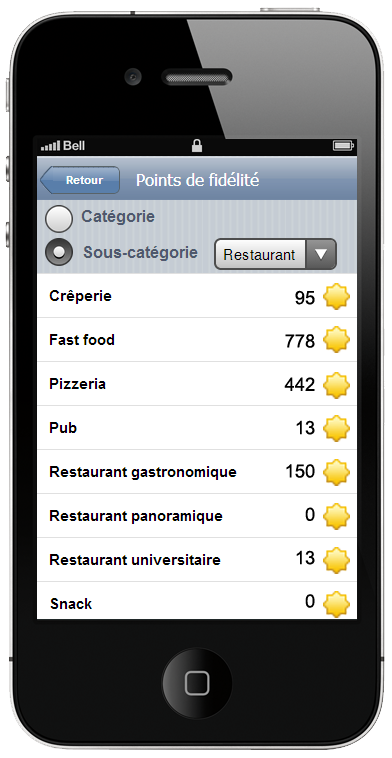 Bell
Retour Points de fidélité
Catégorie
Sous-catégorie Restaurant
Crêperie 95
Fast food 778
Pizzeria 442
Pub 13
Restaurant gastronomique 150
Restaurant panoramique 0
Restaurant universitaire 13
Snack 0